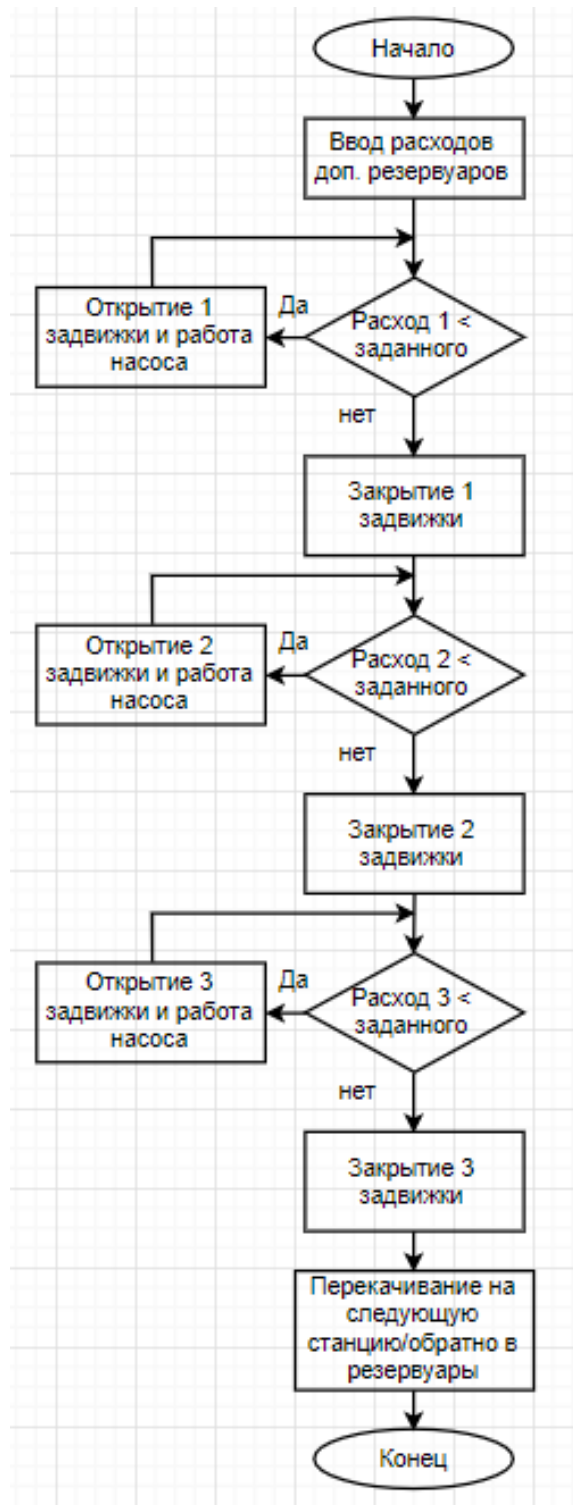 Начало
Ввод расходов
доп. резервуаров
Открытие 1
задвижки и работа
насоса
Да
Расход 1 <
заданного
нет
Закрытие 1
задвижки
Открытие 2
задвижки и работа
насоса
Да
Расход 2 <
заданного
нет
Закрытие 2
задвижки
Открытие 3
задвижки и работа
насоса
Да
Расход 3 <
заданного
нет
Закрытие 3
задвижки
Перекачивание на
следующую
станцию/обратно в
резервуары
Конец